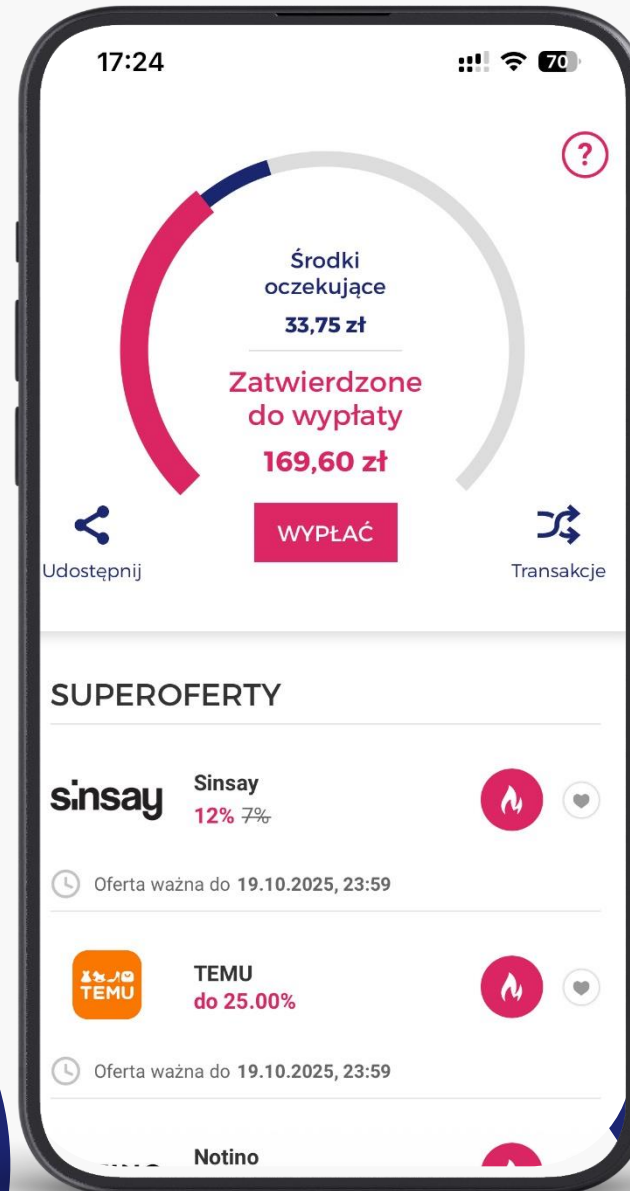 17:24
70
?
Środki
oczekujące
33,75 zł
Zatwierdzone
do wypłaty
169,60 zł
WYPŁAĆ
Udostępnij
Transakcje
SUPEROFERTY
sinsay
Sinsay
12% 7%
Oferta ważna do 19.10.2025, 23:59
TEMU
TEMU
do 25.00%
Oferta ważna do 19.10.2025, 23:59
Notino